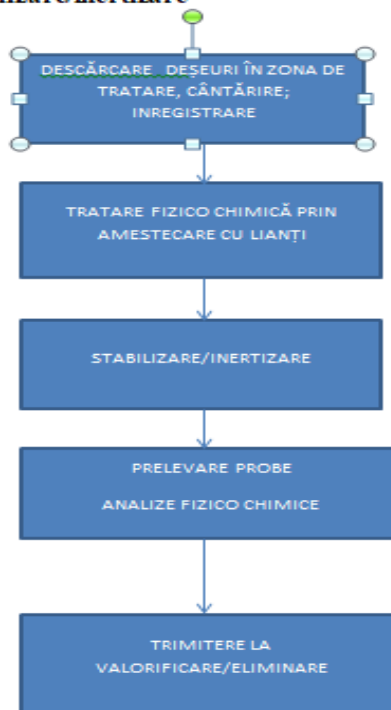 DESCĂRCARE DEȘEURI ÎN ZONA DE
TRATARE, CÂNTĂRIRE;
INREGISTRARE
TRATARE FIZICO CHIMICĂ PRIN
AMESTECARE CU LIANȚI
STABILIZARE/INERTIZARE
PRELEVARE PROBE
ANALIZE FIZICO CHIMICE
TRIMITERE LA
VALORIFICARE/ELIMINARE